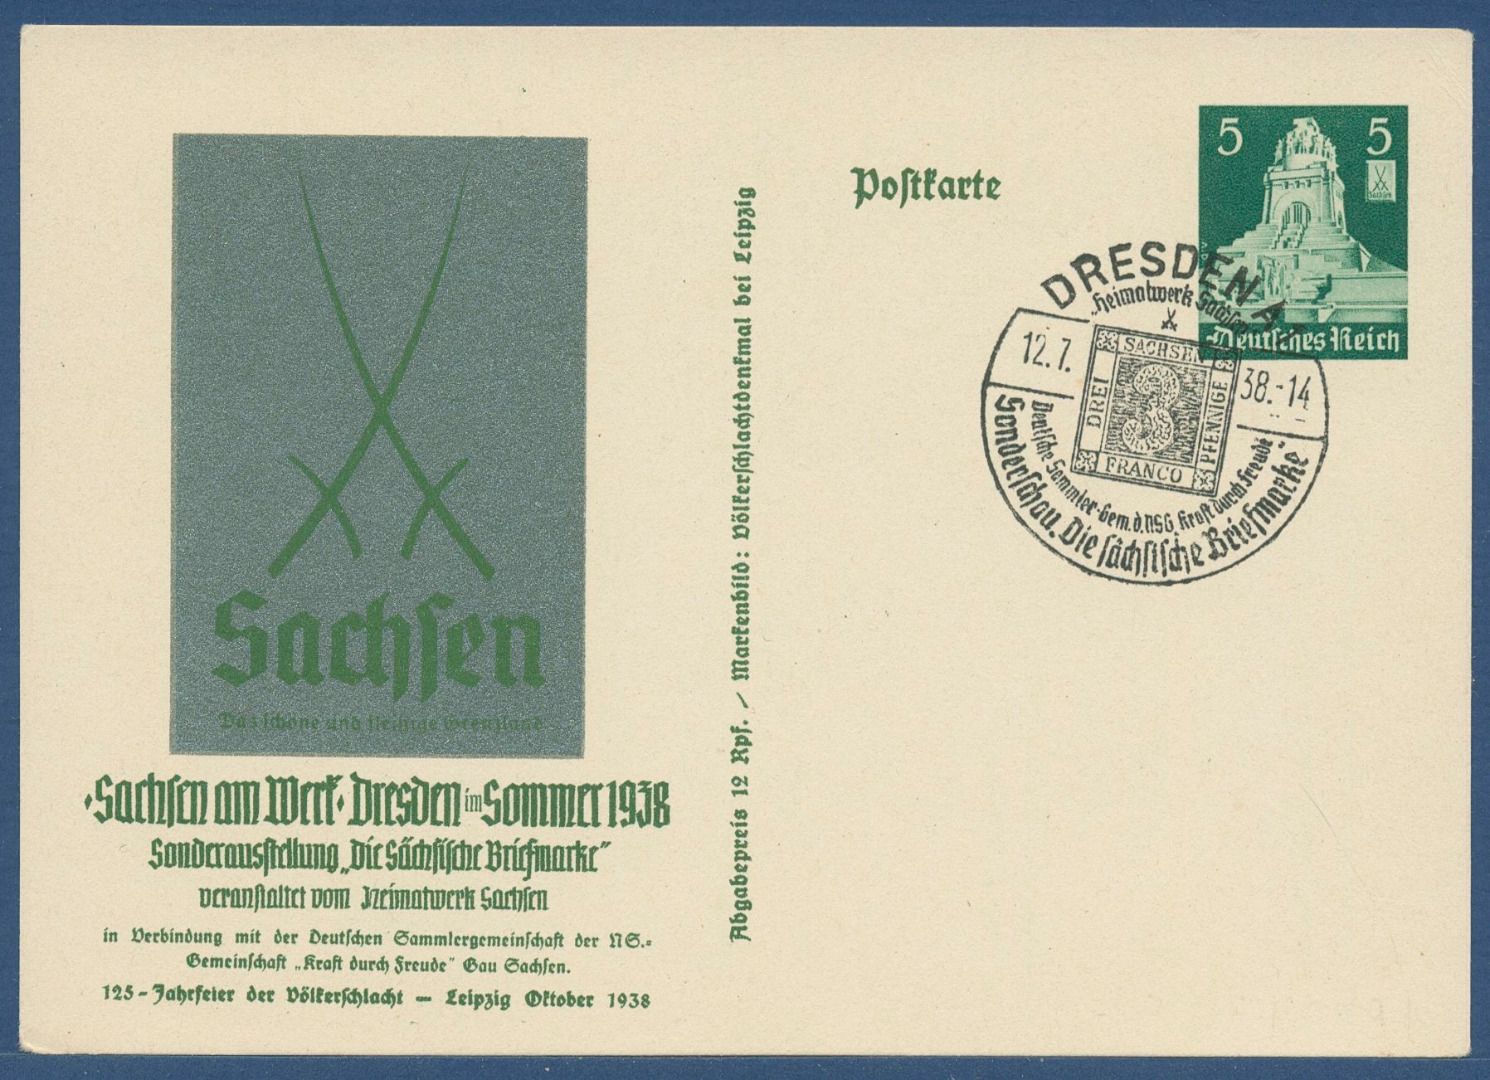 Sachsen
Das schöne und fleißige Grenzland
·Sachsen am Werk· Dresden im Sommer 1938
Sonderausstellung „Die Sächsische Briefmarke“
veranstaltet vom Heimatwerk Sachsen
in Verbindung mit der Deutschen Sammlergemeinschaft der NS.=
Gemeinschaft „Kraft durch Freude“ Gau Sachsen.
125-Jahrfeier der Völkerschlacht — Leipzig Oktober 1938
Abgabepreis 12 Rpf. / Markenbild: Völkerschlachtdenkmal bei Leipzig
Postkarte
5 5
Sachsen
Deutsches Reich
DRESDEN A
„Heimatwerk Sachsen“
12.7. 38.-14
SACHSEN
DREI
3
PFENNIGE
FRANCO
Deutsche Sammler-Gem. d. NSG. Kraft durch Freude
Sonderschau „Die sächsische Briefmarke“